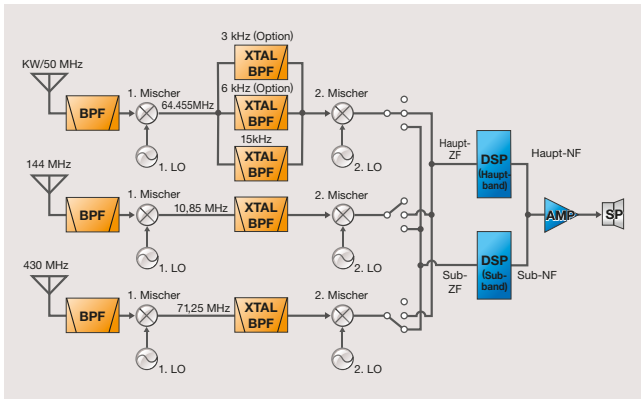 3 kHz (Option)
KW/50 MHz
XTAL
BPF
1. Mischer
6 kHz (Option)
2. Mischer
BPF
64.455MHz
XTAL
BPF
15kHz
1. LO
XTAL
BPF
2. LO
Haupt-
ZF
DSP
(Haupt-
band)
Haupt-NF
144 MHz
1. Mischer
2. Mischer
BPF
10,85 MHz
XTAL
BPF
AMP
SP
1. LO
2. LO
430 MHz
Sub-
ZF
DSP
(Sub-
band)
Sub-NF
1. Mischer
2. Mischer
BPF
71,25 MHz
XTAL
BPF
1. LO
2. LO